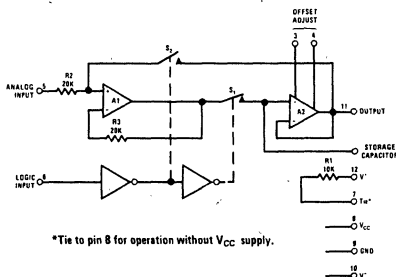 OFFSET
ADJUST
3 4
S2
R2
20K
ANALOG
INPUT
5
A1
S1
A2
11
OUTPUT
R3
20K
STORAGE
CAPACITOR
R1
10K
12
V+
LOGIC
INPUT
7
Tie*
VCC
*Tie to pin 8 for operation without VCC supply.
9
GND
10
V-